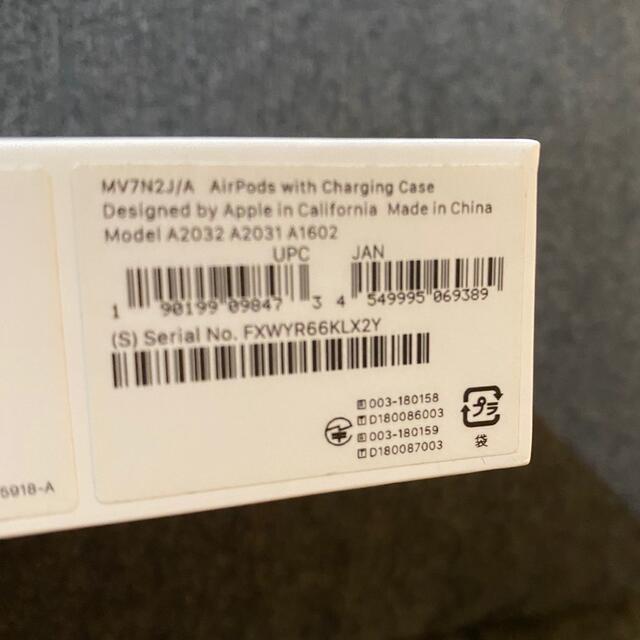 MV7N2J/A AirPods with Charging Case
Designed by Apple in California Made in China
Model A2032 A2031 A1602
UPC JAN
1 90199 09847 3 4 549995 069389
(S) Serial No. FXWYR66KLX2Y
R 003-180158
T D180086003
R 003-180159
T D180087003
プラ
袋
5918-A